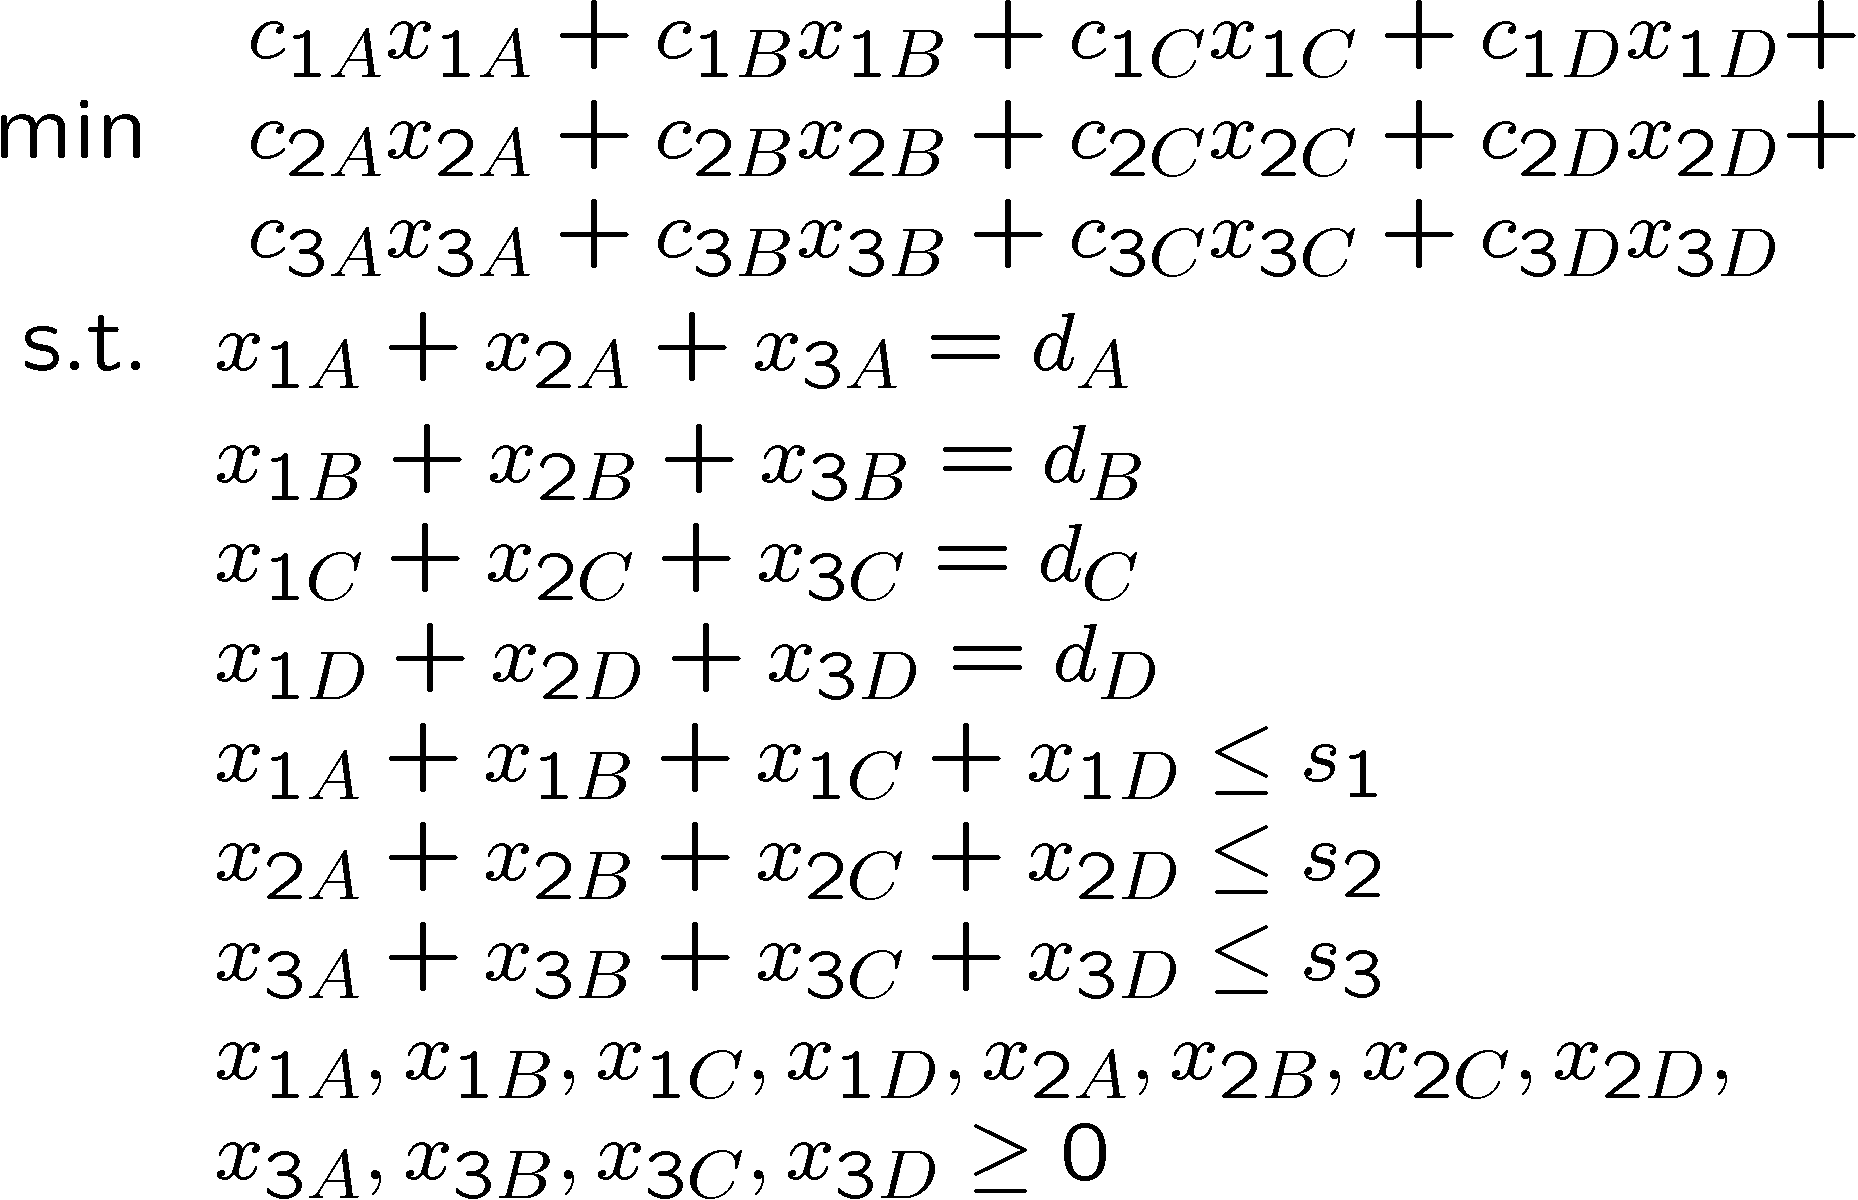 c_{1A}x_{1A} + c_{1B}x_{1B} + c_{1C}x_{1C} + c_{1D}x_{1D}+
min c_{2A}x_{2A} + c_{2B}x_{2B} + c_{2C}x_{2C} + c_{2D}x_{2D}+
c_{3A}x_{3A} + c_{3B}x_{3B} + c_{3C}x_{3C} + c_{3D}x_{3D}
s.t. x_{1A} + x_{2A} + x_{3A} = d_A
x_{1B} + x_{2B} + x_{3B} = d_B
x_{1C} + x_{2C} + x_{3C} = d_C
x_{1D} + x_{2D} + x_{3D} = d_D
x_{1A} + x_{1B} + x_{1C} + x_{1D} ≤ s_1
x_{2A} + x_{2B} + x_{2C} + x_{2D} ≤ s_2
x_{3A} + x_{3B} + x_{3C} + x_{3D} ≤ s_3
x_{1A}, x_{1B}, x_{1C}, x_{1D}, x_{2A}, x_{2B}, x_{2C}, x_{2D},
x_{3A}, x_{3B}, x_{3C}, x_{3D} ≥ 0